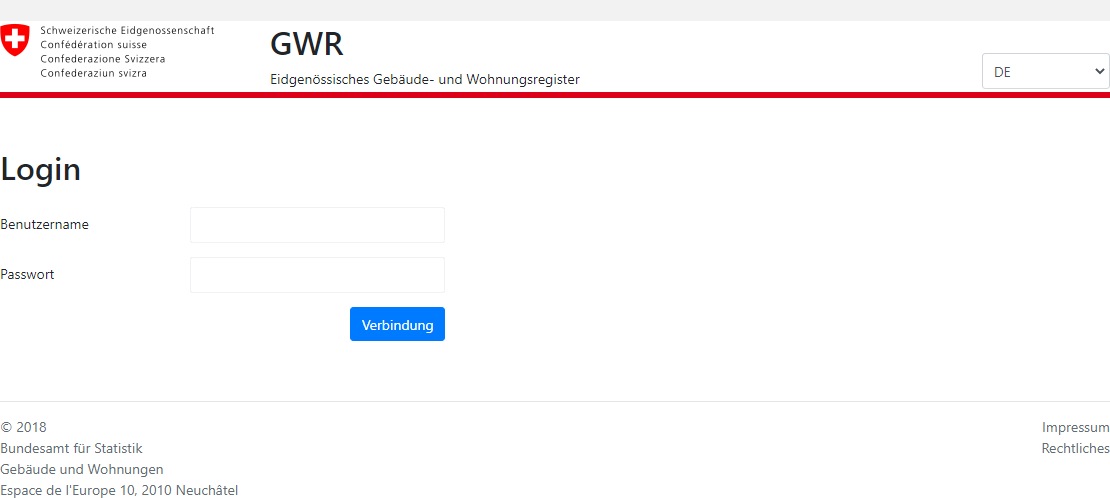 Schweizerische Eidgenossenschaft
Confédération suisse
Confederazione Svizzera
Confederaziun svizra
GWR
Eidgenössisches Gebäude- und Wohnungsregister
DE
Login
Benutzername
Passwort
Verbindung
© 2018
Bundesamt für Statistik
Gebäude und Wohnungen
Espace de l'Europe 10, 2010 Neuchâtel
Impressum
Rechtliches